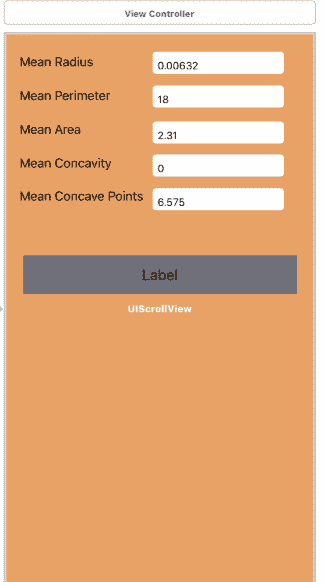 View Controller
Mean Radius 0.00632
Mean Perimeter 18
Mean Area 2.31
Mean Concavity 0
Mean Concave Points 6.575
Label
UIScrollView